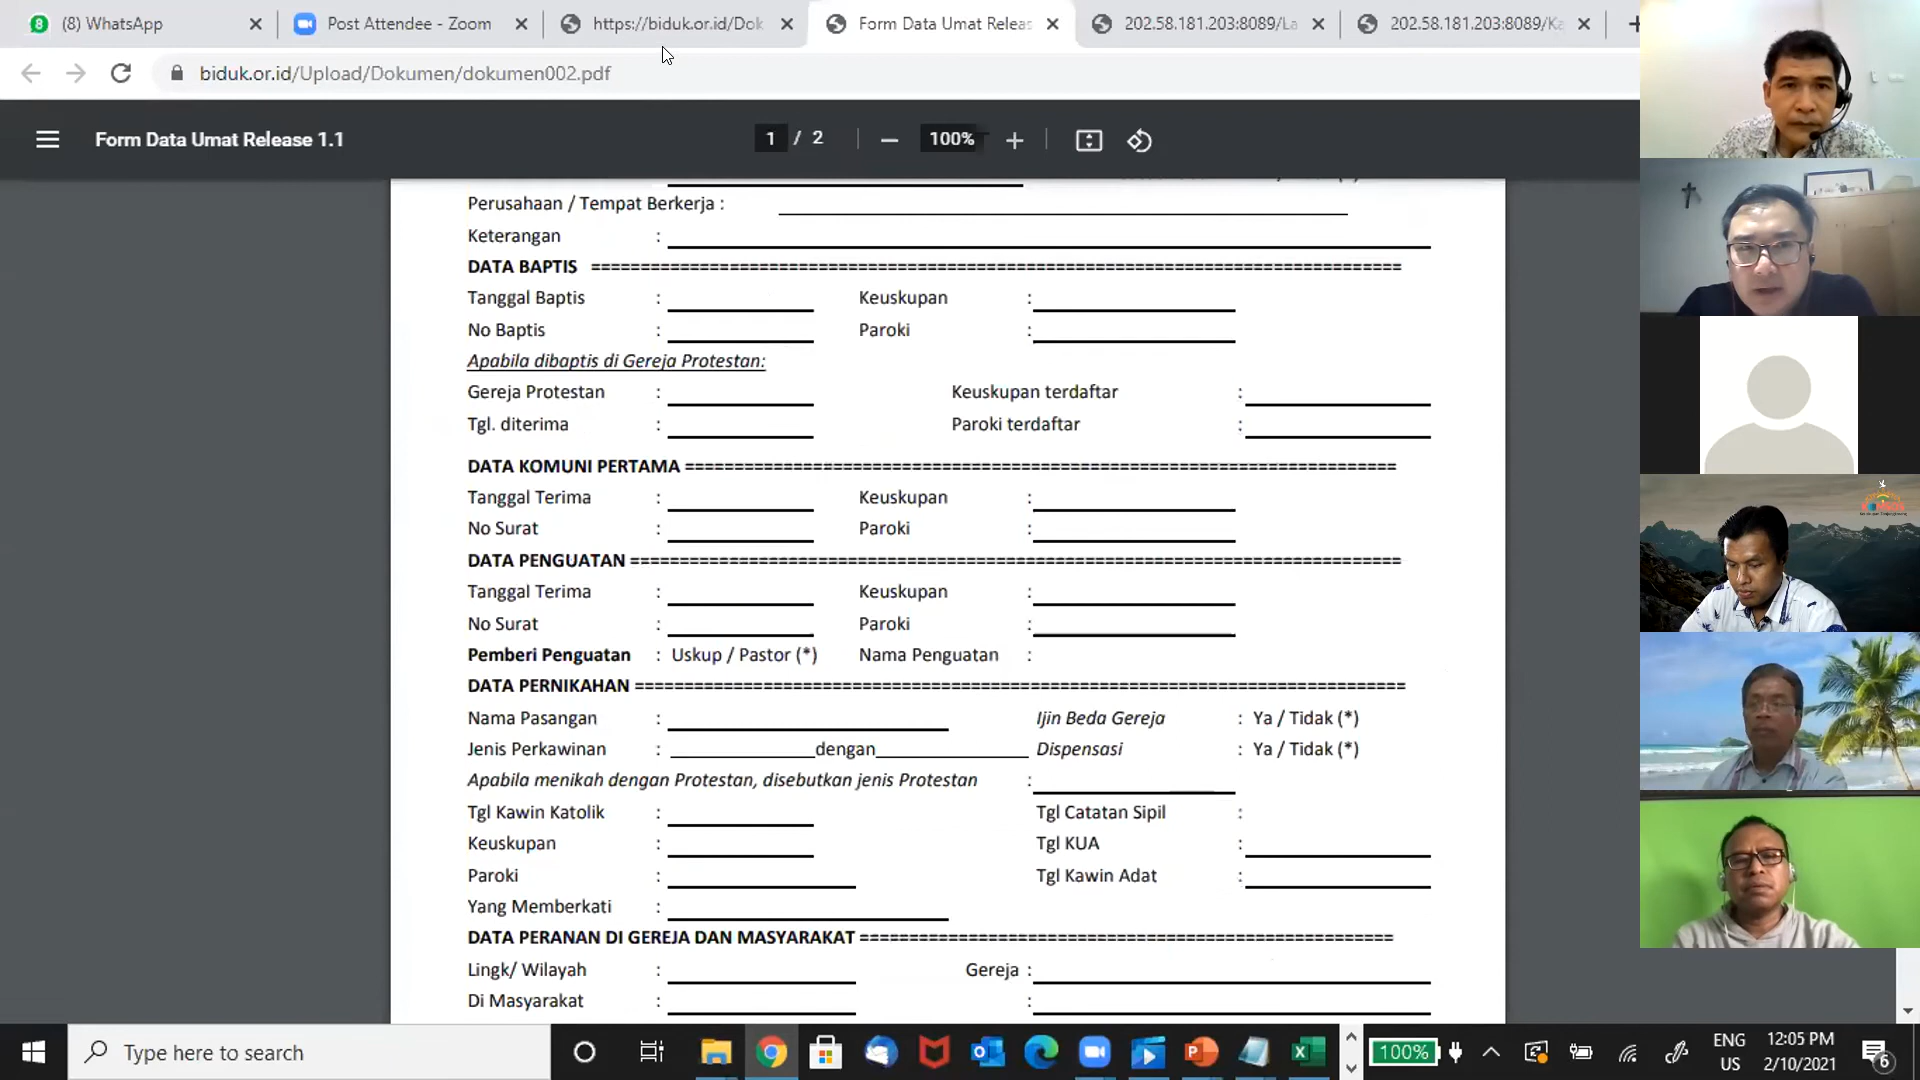 (8) WhatsApp
Post Attendee - Zoom
https://biduk.or.id/Dok
Form Data Umat Relea
202.58.181.203:8089/La
202.58.181.203:8089/Ka
biduk.or.id/Upload/Dokumen/dokumen002.pdf
Form Data Umat Release 1.1
1 / 2
100%
Perusahaan / Tempat Berkerja :
Keterangan :
DATA BAPTIS ==================================================================================
Tanggal Baptis : Keuskupan :
No Baptis : Paroki :
Apabila dibaptis di Gereja Protestan:
Gereja Protestan : Keuskupan terdaftar :
Tgl. diterima : Paroki terdaftar :
DATA KOMUNI PERTAMA ========================================================================
Tanggal Terima : Keuskupan :
No Surat : Paroki :
DATA PENGUATAN ==============================================================================
Tanggal Terima : Keuskupan :
No Surat : Paroki :
Pemberi Penguatan : Uskup / Pastor (*) Nama Penguatan :
DATA PERNIKAHAN ==============================================================================
Nama Pasangan : Ijin Beda Gereja : Ya / Tidak (*)
Jenis Perkawinan : _______________dengan________________ Dispensasi : Ya / Tidak (*)
Apabila menikah dengan Protestan, disebutkan jenis Protestan :
Tgl Kawin Katolik : Tgl Catatan Sipil :
Keuskupan : Tgl KUA :
Paroki : Tgl Kawin Adat :
Yang Memberkati :
DATA PERANAN DI GEREJA DAN MASYARAKAT ======================================================
Lingk/ Wilayah : Gereja :
Di Masyarakat : :
Type here to search
100%
ENG
US
12:05 PM
2/10/2021
6